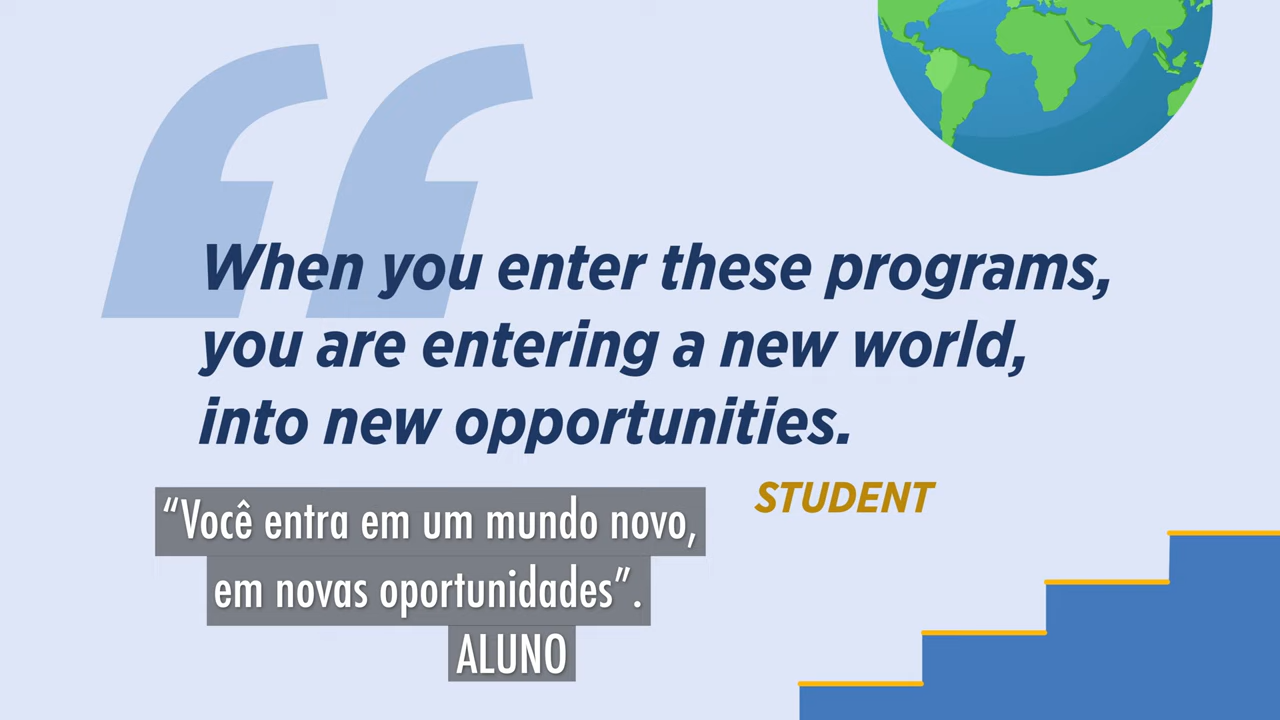 When you enter these programs,
you are entering a new world,
into new opportunities.
STUDENT
“Você entra em um mundo novo,
em novas oportunidades”.
ALUNO